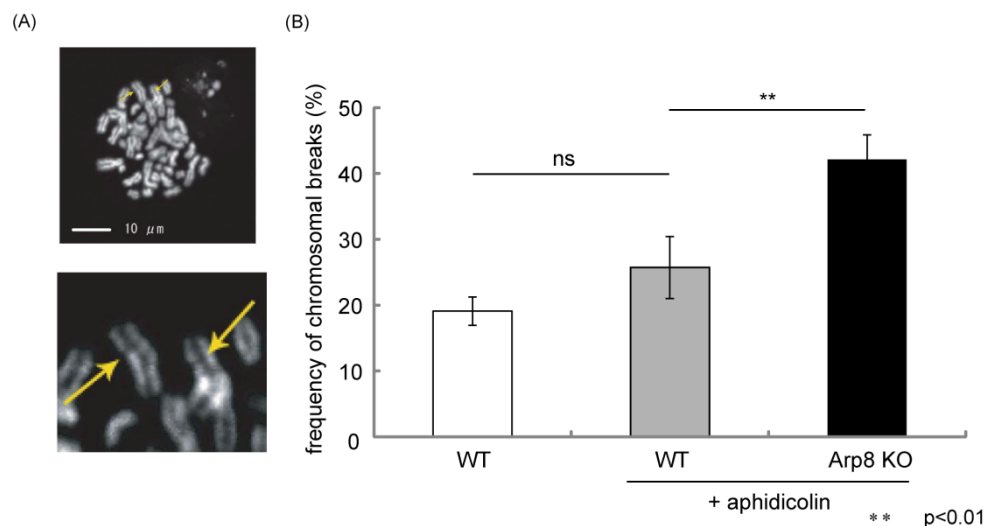 (A)
10 μm
(B)
frequency of chromosomal breaks (%)
50
40
30
20
10
0
ns
**
WT
WT
Arp8 KO
+ aphidicolin
** p<0.01